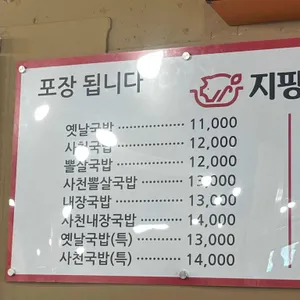 포장 됩니다
지팡
옛날국밥 ·················· 11,000
사천국밥 ·················· 12,000
뽈살국밥 ·················· 12,000
사천뽈살국밥 ············ 13,000
내장국밥 ·················· 13,000
사천내장국밥 ············ 14,000
옛날국밥(특) ············ 13,000
사천국밥(특) ············ 14,000